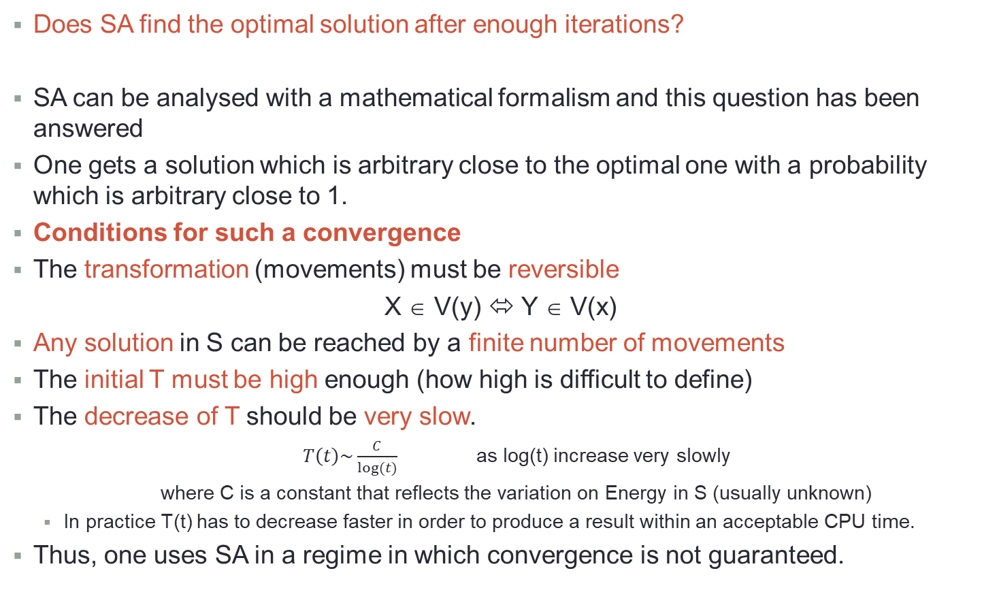 ▪ Does SA find the optimal solution after enough iterations?
▪ SA can be analysed with a mathematical formalism and this question has been
answered
▪ One gets a solution which is arbitrary close to the optimal one with a probability
which is arbitrary close to 1.
▪ Conditions for such a convergence
▪ The transformation (movements) must be reversible
X ∈ V(y) ⬄ Y ∈ V(x)
▪ Any solution in S can be reached by a finite number of movements
▪ The initial T must be high enough (how high is difficult to define)
▪ The decrease of T should be very slow.
T(t)~ C/log(t) as log(t) increase very slowly
where C is a constant that reflects the variation on Energy in S (usually unknown)
▪ In practice T(t) has to decrease faster in order to produce a result within an acceptable CPU time.
▪ Thus, one uses SA in a regime in which convergence is not guaranteed.